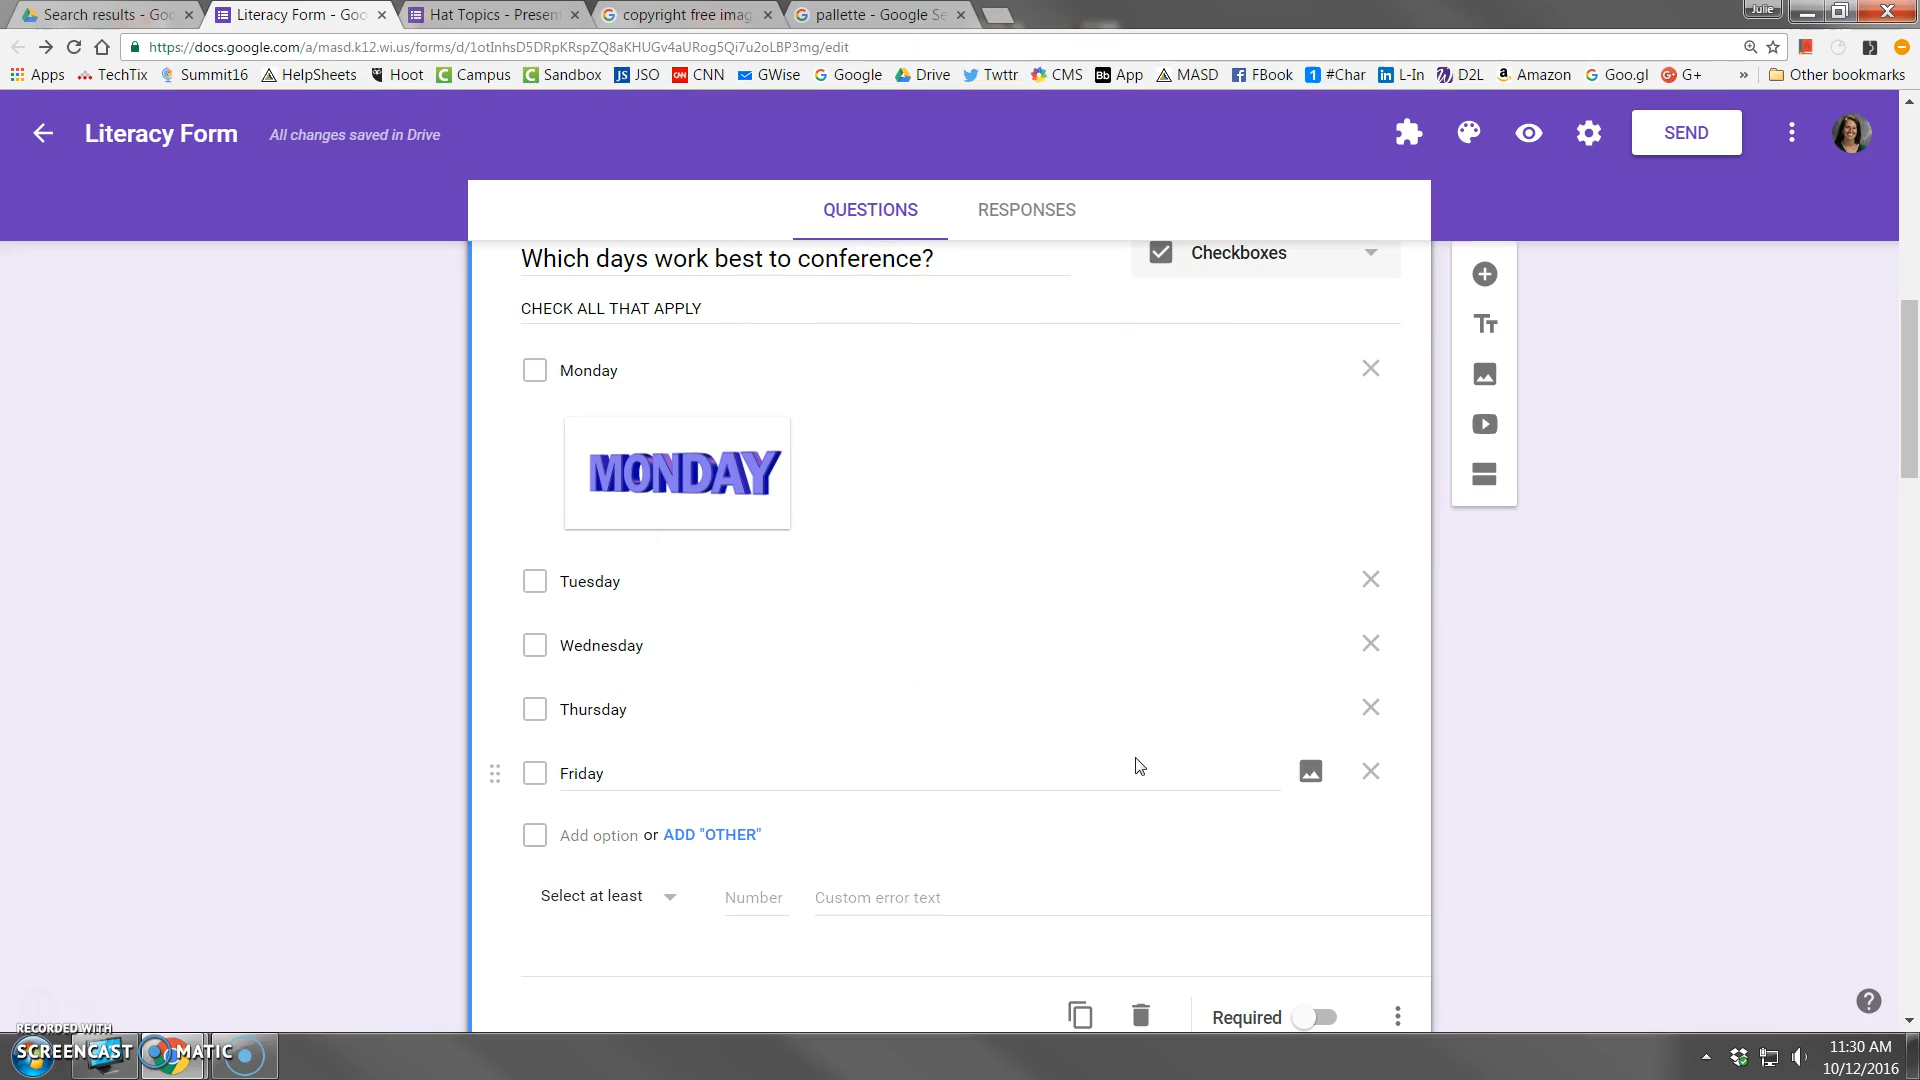 Search results - Goo
Literacy Form - Goo
Hat Topics - Present
copyright free imag
pallette - Google Se
Julie
https://docs.google.com/a/masd.k12.wi.us/forms/d/1otInhsD5DRpKRspZQ8aKHUGv4aURog5Qi7u2oLBP3mg/edit
Apps TechTix Summit16 HelpSheets Hoot Campus Sandbox JSO CNN GWise Google Drive Twttr CMS App MASD FBook #Char L-In D2L Amazon Goo.gl G+ » Other bookmarks
Literacy Form All changes saved in Drive SEND
QUESTIONS RESPONSES
Which days work best to conference? Checkboxes
CHECK ALL THAT APPLY
Monday
MONDAY
Tuesday
Wednesday
Thursday
Friday
Add option or ADD "OTHER"
Select at least Number Custom error text
Required
RECORDED WITH
SCREENCAST MATIC
11:30 AM
10/12/2016